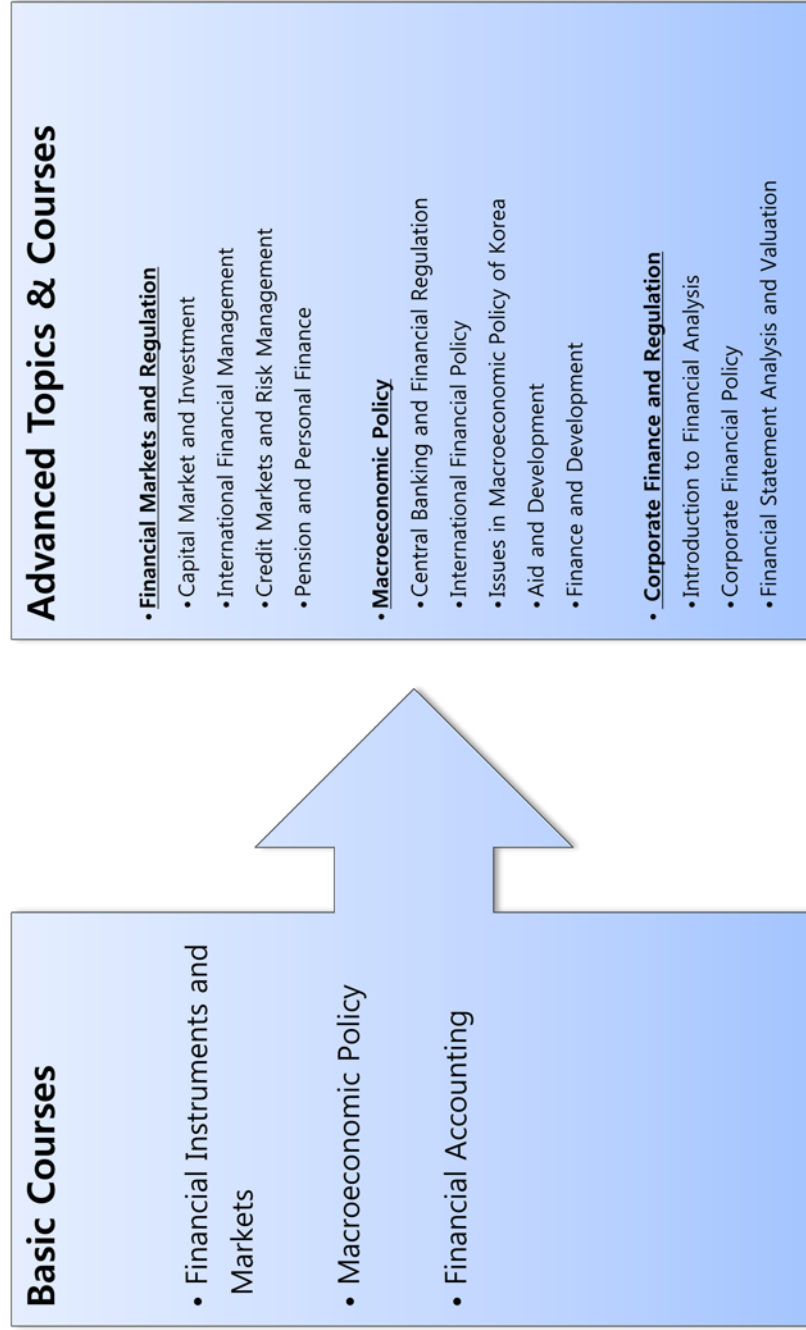 Basic Courses
• Financial Instruments and
Markets
• Macroeconomic Policy
• Financial Accounting
Advanced Topics & Courses
• Financial Markets and Regulation
• Capital Market and Investment
• International Financial Management
• Credit Markets and Risk Management
• Pension and Personal Finance
• Macroeconomic Policy
• Central Banking and Financial Regulation
• International Financial Policy
• Issues in Macroeconomic Policy of Korea
• Aid and Development
• Finance and Development
• Corporate Finance and Regulation
• Introduction to Financial Analysis
• Corporate Financial Policy
• Financial Statement Analysis and Valuation